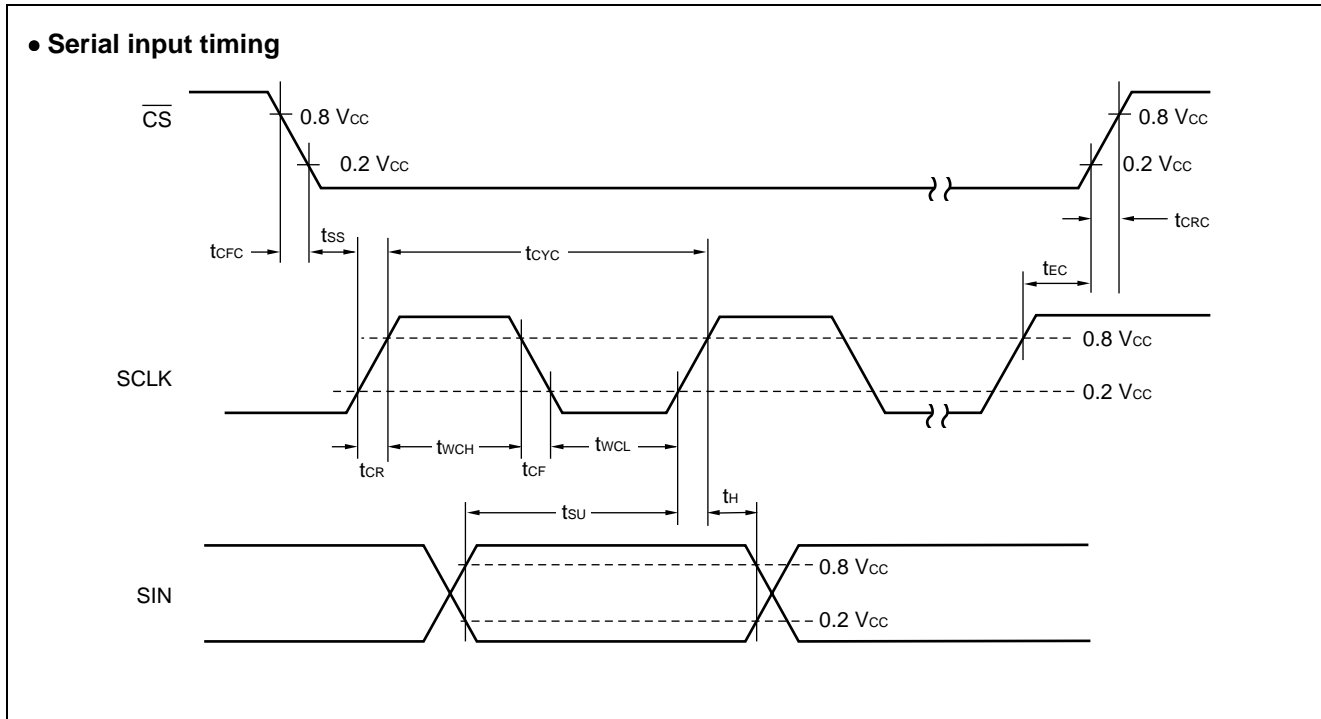 • Serial input timing
CS
0.8 VCC
0.2 VCC
0.8 VCC
0.2 VCC
tCFC
tSS
tCYC
tCRC
tEC
SCLK
0.8 VCC
0.2 VCC
tCR
tWCH
tCF
tWCL
tSU
tH
SIN
0.8 VCC
0.2 VCC